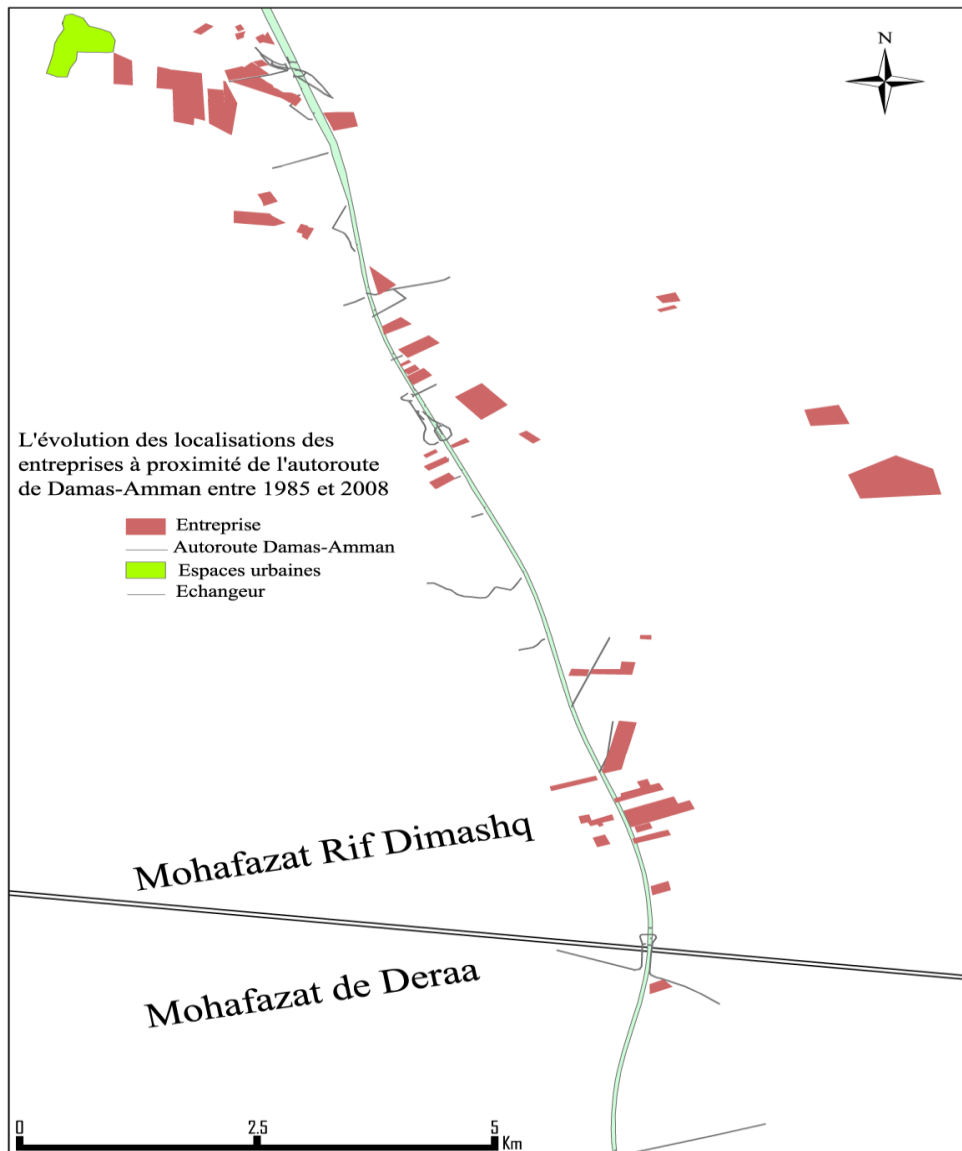 N
L'évolution des localisations des
entreprises à proximité de l'autoroute
de Damas-Amman entre 1985 et 2008
Entreprise
Autoroute Damas-Amman
Espaces urbaines
Echangeur
Mohafazat Rif Dimashq
Mohafazat de Deraa
0 2.5 5
Km